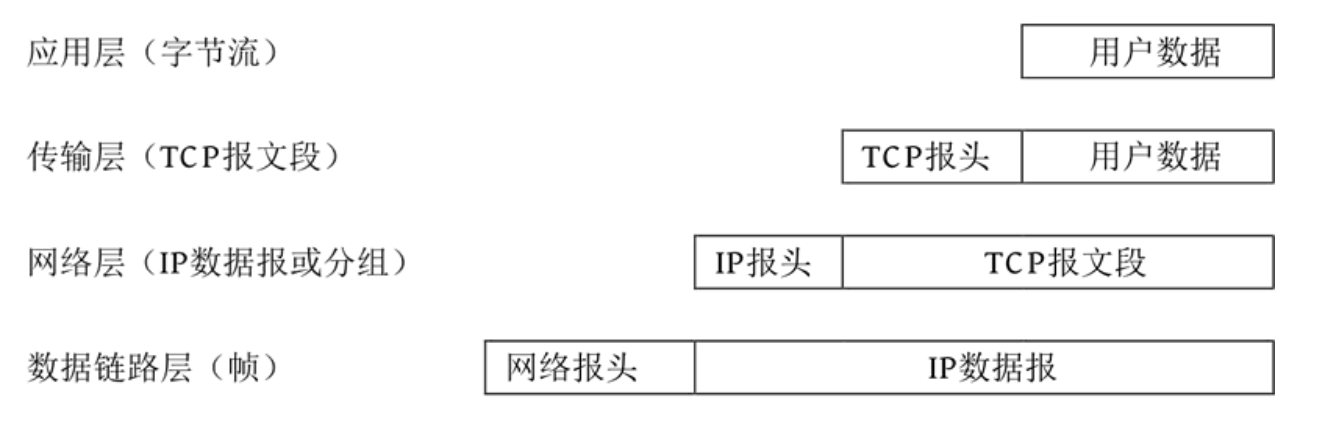 应用层（字节流） 用户数据
传输层（TCP报文段） TCP报头 用户数据
网络层（IP数据报或分组） IP报头 TCP报文段
数据链路层（帧） 网络报头 IP数据报